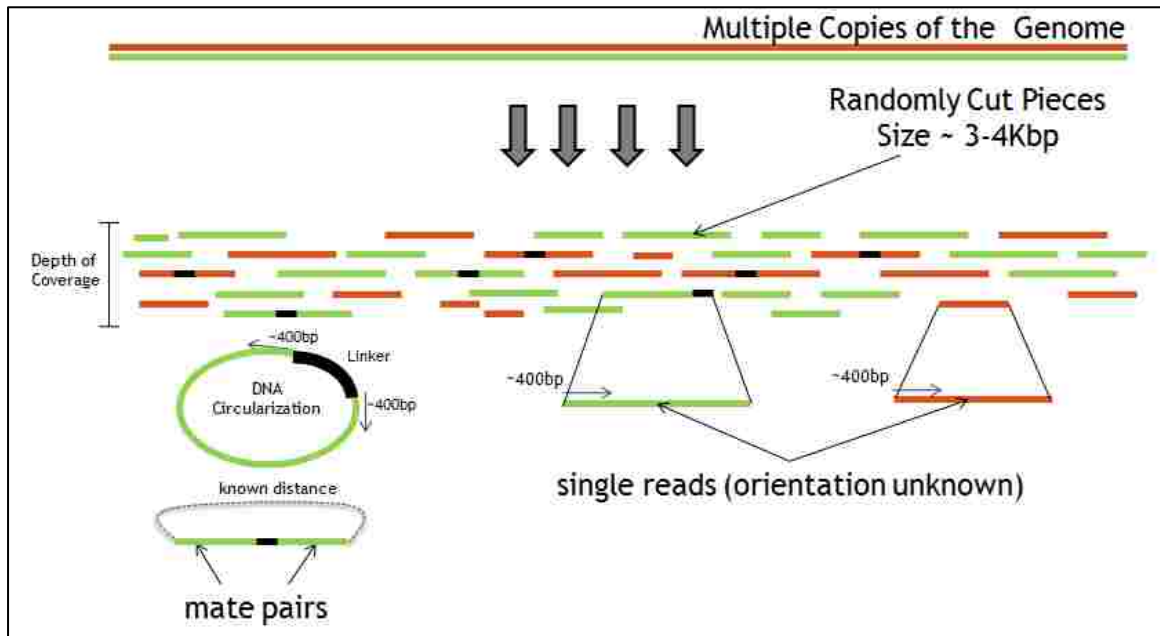 Multiple Copies of the Genome
Randomly Cut Pieces
Size ~ 3-4Kbp
Depth of
Coverage
~400bp
Linker
DNA
Circularization
~400bp
~400bp
~400bp
known distance
single reads (orientation unknown)
mate pairs